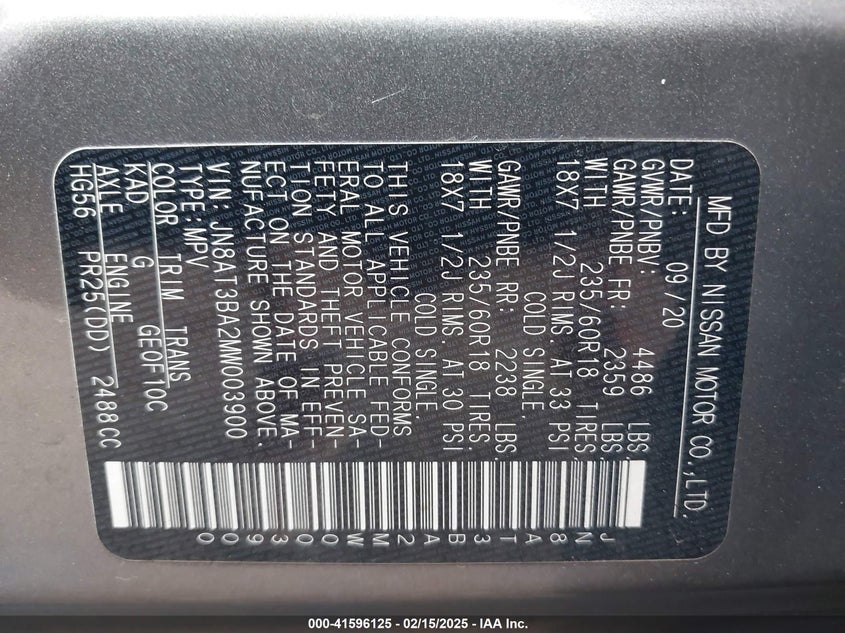 MFD BY NISSAN MOTOR CO.,LTD.
DATE: 09/20
GVWR/PNBV: 4486 LBS
GAWR/PNBE FR: 2359 LBS.
WITH 235/60R18 TIRES:
18X7 1/2J RIMS. AT 33 PSI
COLD SINGLE,
GAWR/PNBE RR: 2238 LBS.
WITH 235/60R18 TIRES:
18X7 1/2J RIMS. AT 30 PSI
COLD SINGLE,
THIS VEHICLE CONFORMS
TO ALL APPLICABLE FED-
ERAL MOTOR VEHICLE SA-
FETY AND THEFT PREVEN-
TION STANDARDS IN EFF-
ECT ON THE DATE OF MA-
NUFACTURE SHOWN ABOVE.
VIN: JN8AT3BA2MW003900
TYPE: MPV
COLOR TRIM TRANS.
KAD G GE0F10C
AXLE ENGINE
HG56 PR25(DD) 2488CC
JN8AT3BA2MW003900
000-41596125 - 02/15/2025 - IAA Inc.